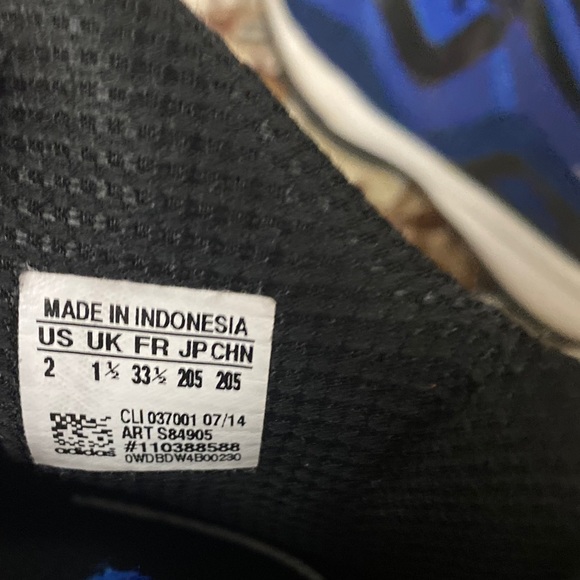 MADE IN INDONESIA
US UK FR JP CHN
2 1½ 33½ 205 205
CLI 037001 07/14
ART S84905
#110388588
adidas 0WDBDW4B00230